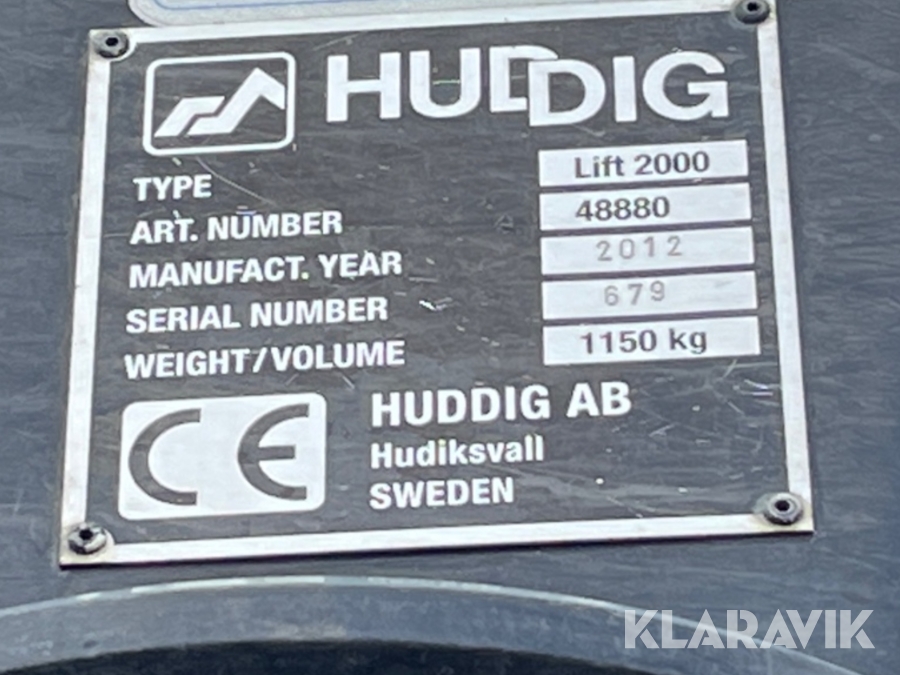 HUDDIG
TYPE Lift 2000
ART. NUMBER 48880
MANUFACT. YEAR 2012
SERIAL NUMBER 679
WEIGHT/VOLUME 1150 kg
CE
HUDDIG AB
Hudiksvall
SWEDEN
KLARAVIK